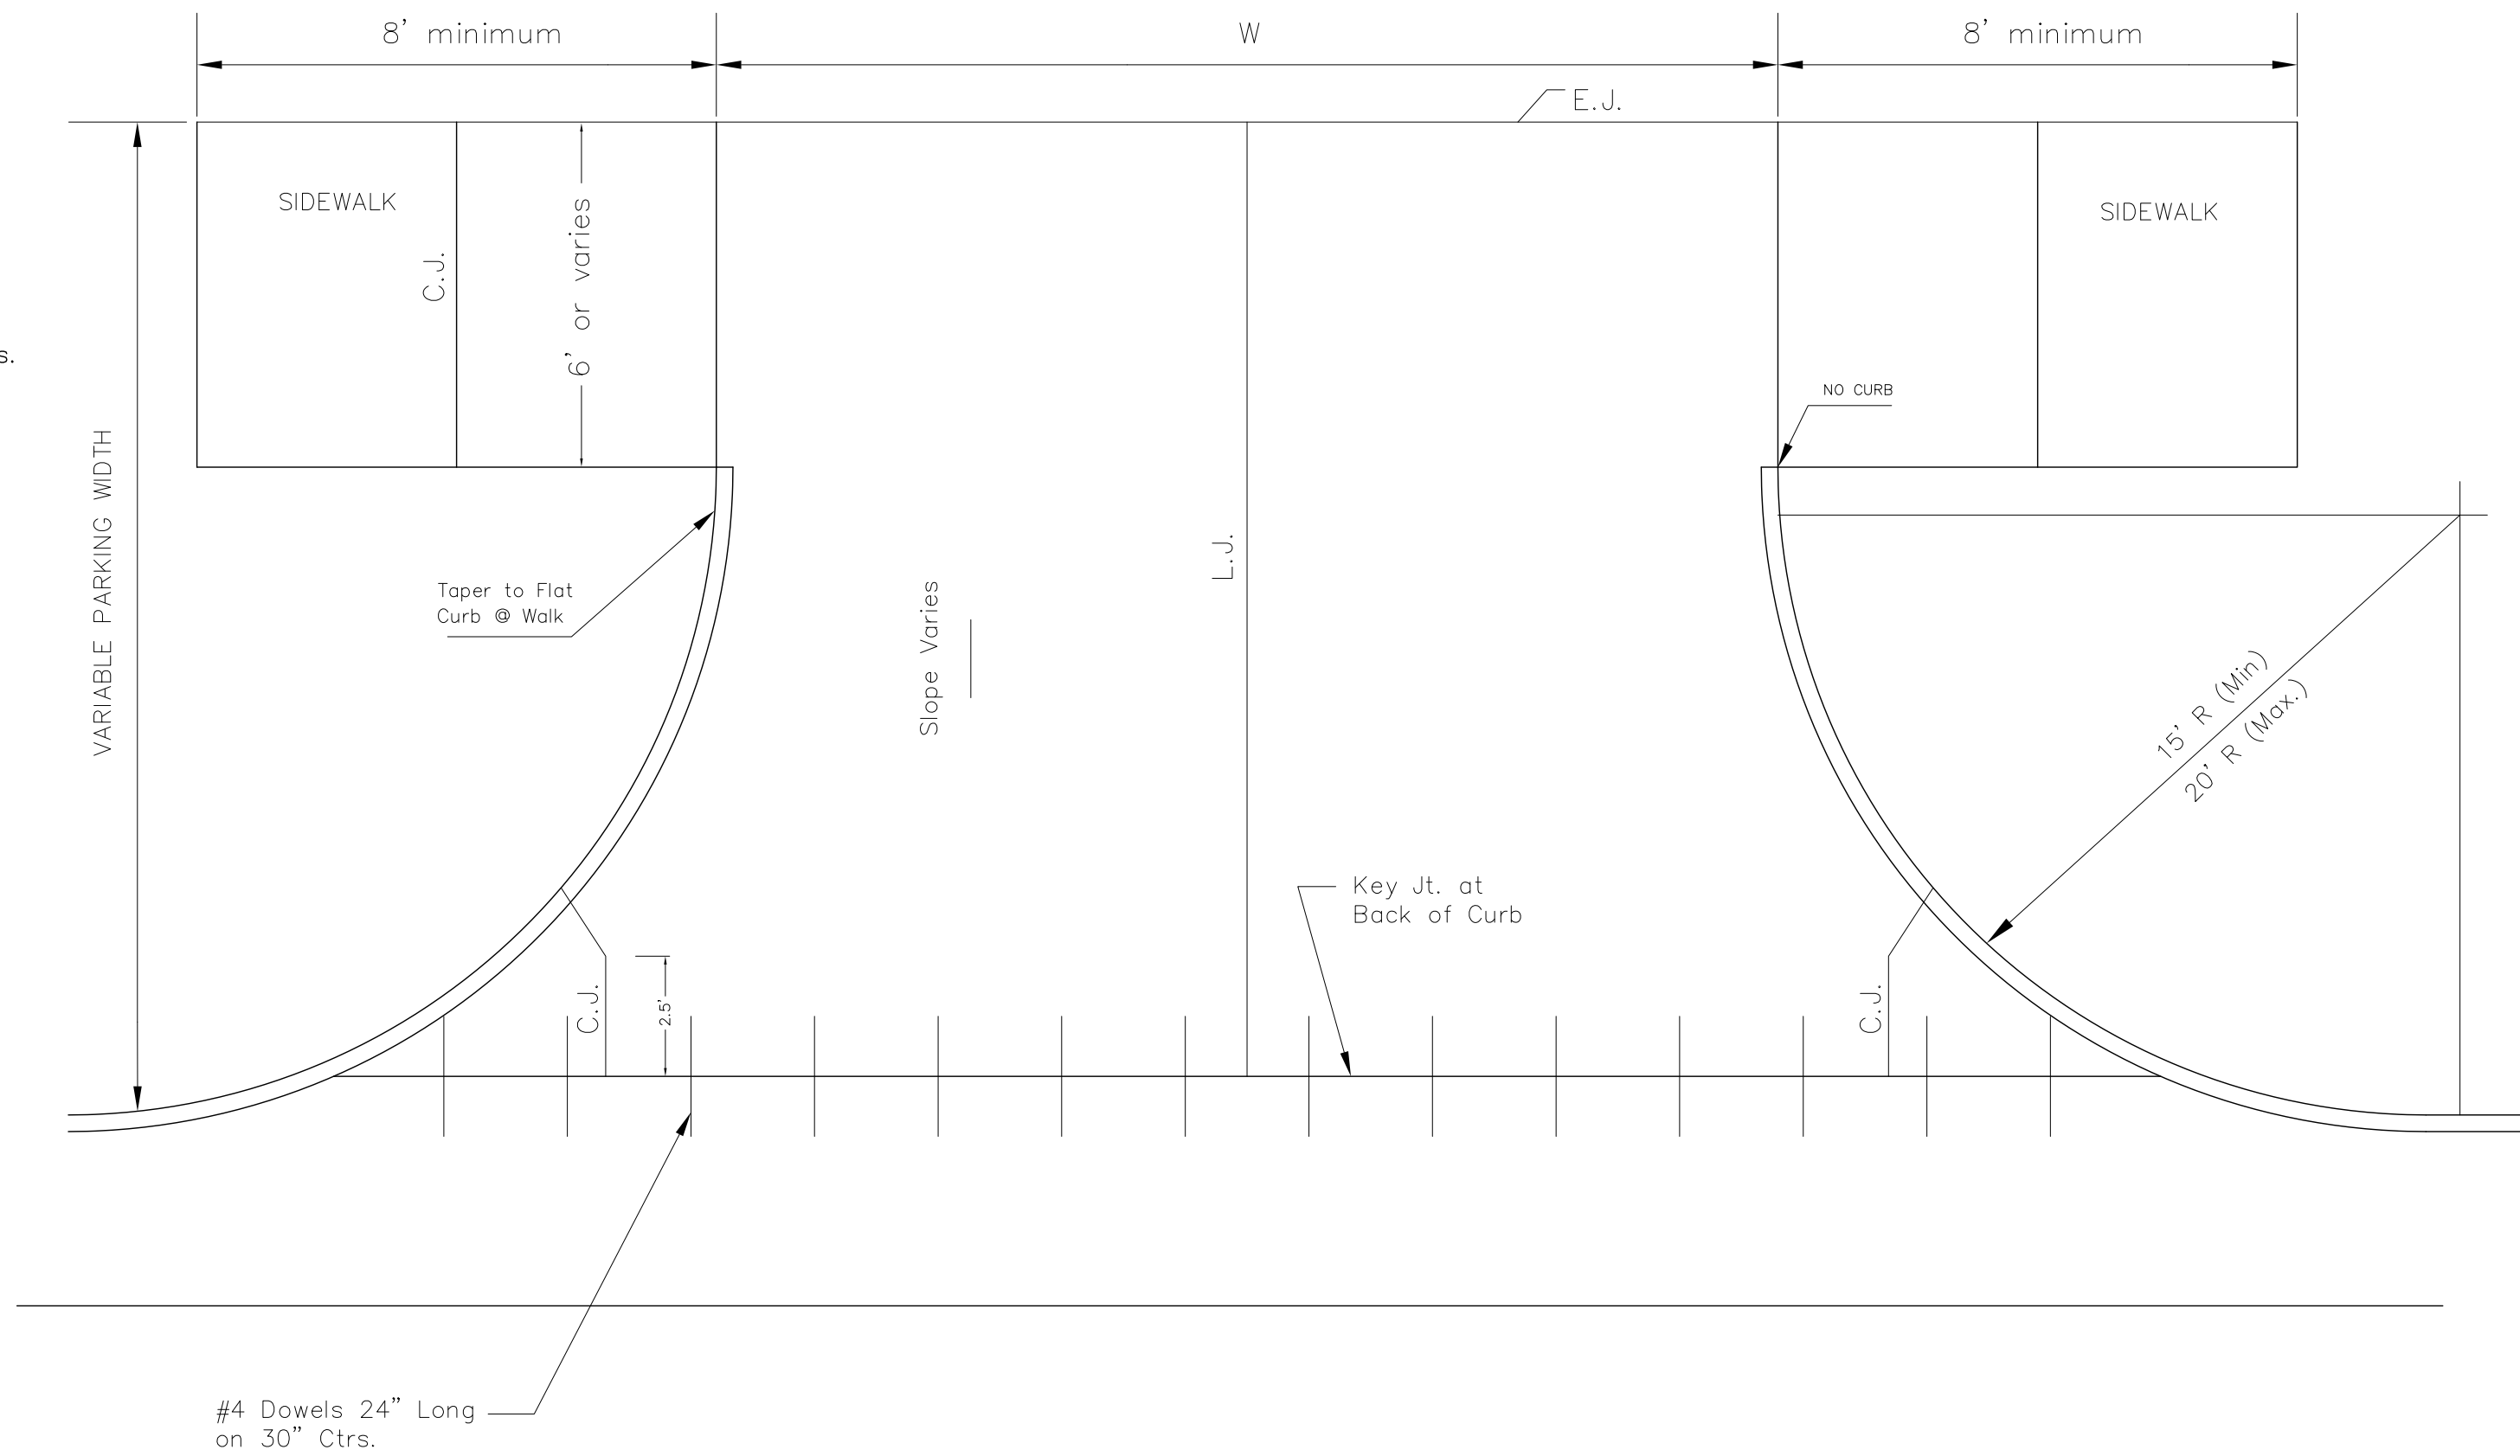 8' minimum
W
8' minimum
E.J.
SIDEWALK
SIDEWALK
C.J.
6' or varies
s.
NO CURB
VARIABLE PARKING WIDTH
Taper to Flat
Curb @ Walk
L.J.
Slope Varies
15' R (Min)
20' R (Max.)
Key Jt. at
Back of Curb
C.J.
2.5'
C.J.
#4 Dowels 24" Long
on 30" Ctrs.